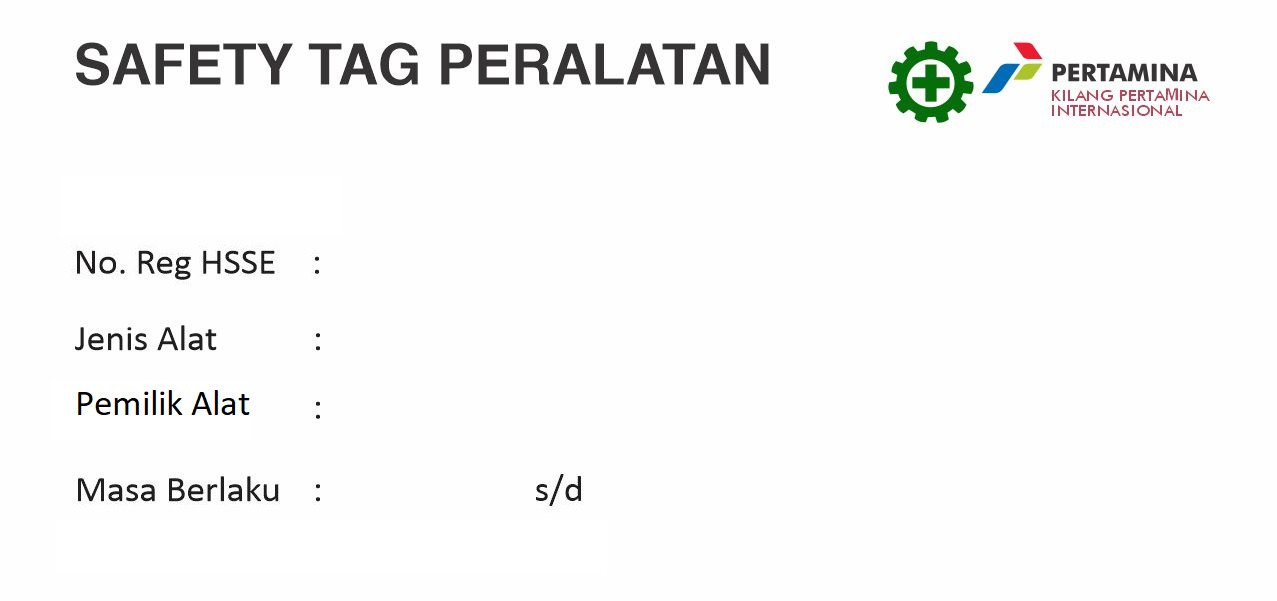 SAFETY TAG PERALATAN
PERTAMINA
KILANG PERTAMINA
INTERNASIONAL
No. Reg HSSE :
Jenis Alat :
Pemilik Alat :
Masa Berlaku : s/d